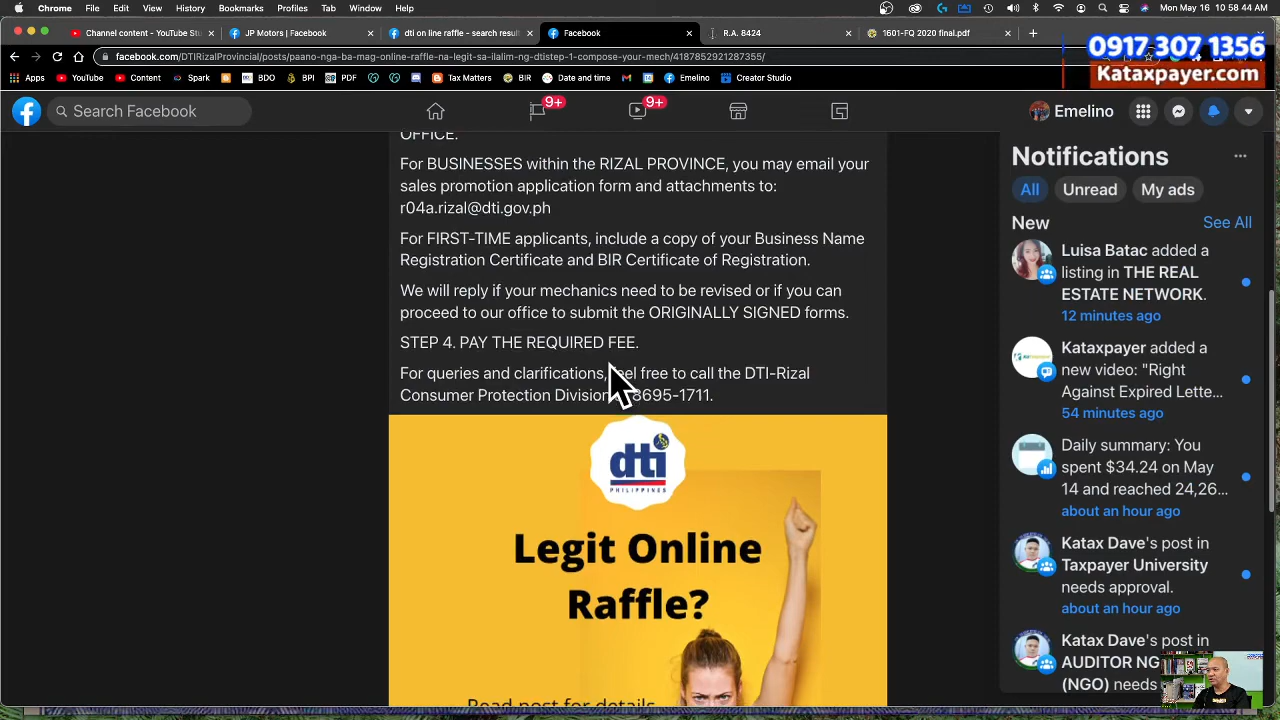 Chrome File Edit View History Bookmarks Profiles Tab Window Help Mon May 16 10:58:44 AM
Channel content - YouTube Stu
JP Motors | Facebook
dti on line raffle - search result
Facebook
R.A. 8424
1601-FQ 2020 final.pdf
0917 307 1356
facebook.com/DTIRizalProvincial/posts/paano-nga-ba-mag-online-raffle-na-legit-sa-ilalim-ng-dtistep-1-compose-your-mech/4187852921287355/
Kataxpayer.com
Apps YouTube Content Spark BDO BPI PDF Tax Matters BIR Date and time Emelino Creator Studio
Search Facebook
9+
9+
Emelino
OFFICE.
For BUSINESSES within the RIZAL PROVINCE, you may email your
sales promotion application form and attachments to:
r04a.rizal@dti.gov.ph
For FIRST-TIME applicants, include a copy of your Business Name
Registration Certificate and BIR Certificate of Registration.
We will reply if your mechanics need to be revised or if you can
proceed to our office to submit the ORIGINALLY SIGNED forms.
STEP 4. PAY THE REQUIRED FEE.
For queries and clarifications, feel free to call the DTI-Rizal
Consumer Protection Division 8695-1711.
dti
PHILIPPINES
Legit Online
Raffle?
Read post for details
Notifications
All Unread My ads
New See All
Luisa Batac added a
listing in THE REAL
ESTATE NETWORK.
12 minutes ago
Kataxpayer added a
new video: "Right
Against Expired Lette...
54 minutes ago
Daily summary: You
spent $34.24 on May
14 and reached 24,26...
about an hour ago
Katax Dave's post in
Taxpayer University
needs approval.
about an hour ago
Katax Dave's post in
AUDITOR NG
(NGO) needs